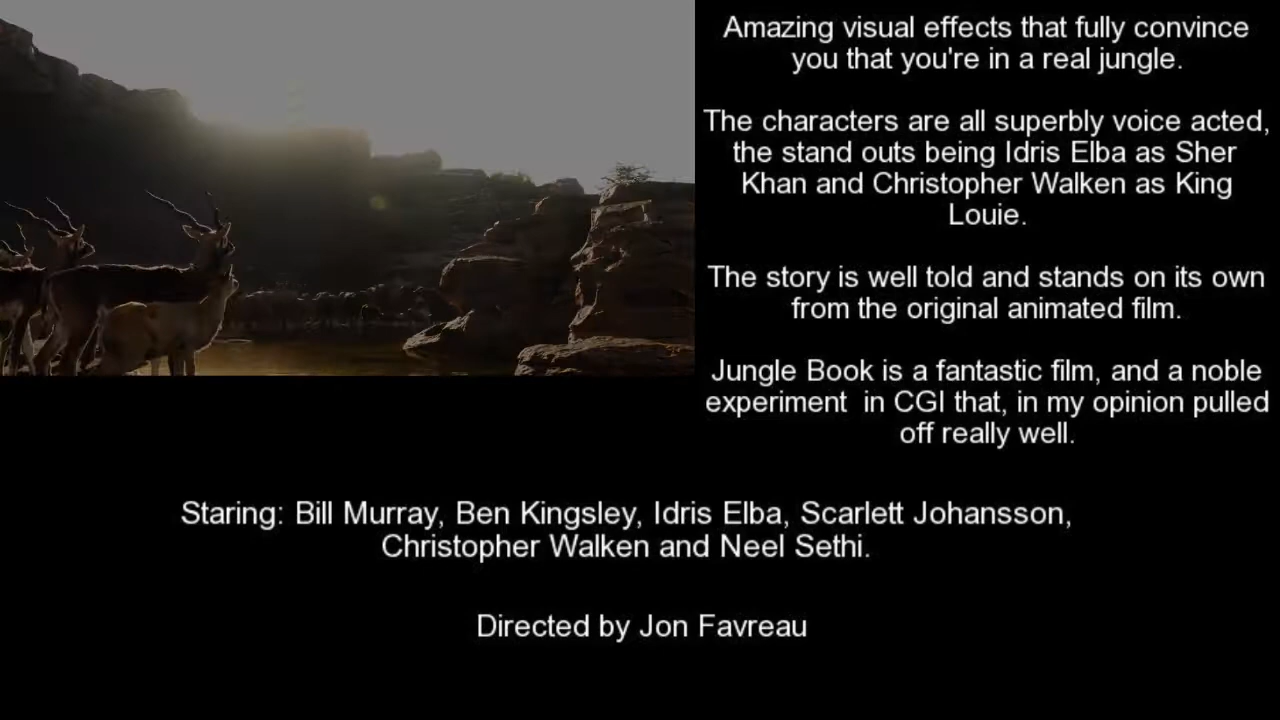 Amazing visual effects that fully convince
you that you're in a real jungle.
The characters are all superbly voice acted,
the stand outs being Idris Elba as Sher
Khan and Christopher Walken as King
Louie.
The story is well told and stands on its own
from the original animated film.
Jungle Book is a fantastic film, and a noble
experiment  in CGI that, in my opinion pulled
off really well.
Staring: Bill Murray, Ben Kingsley, Idris Elba, Scarlett Johansson,
Christopher Walken and Neel Sethi.
Directed by Jon Favreau